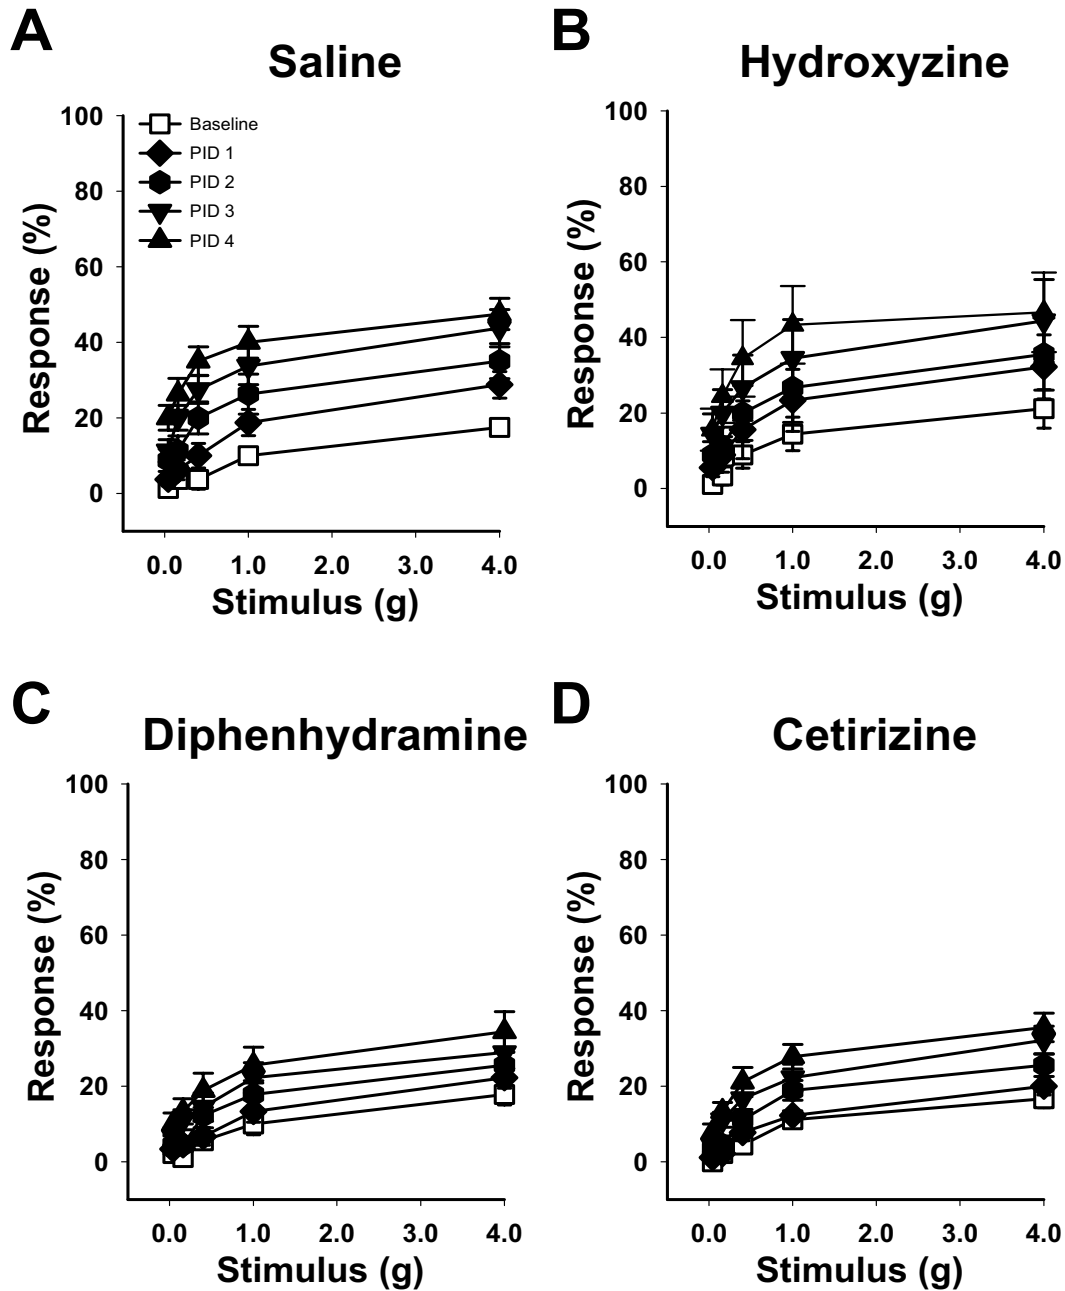 A
Saline
100
80
60
40
20
0
Response (%)
Baseline
PID 1
PID 2
PID 3
PID 4
0.0 1.0 2.0 3.0 4.0
Stimulus (g)
B
Hydroxyzine
100
80
60
40
20
0
Response (%)
0.0 1.0 2.0 3.0 4.0
Stimulus (g)
C
Diphenhydramine
100
80
60
40
20
0
Response (%)
0.0 1.0 2.0 3.0 4.0
Stimulus (g)
D
Cetirizine
100
80
60
40
20
0
Response (%)
0.0 1.0 2.0 3.0 4.0
Stimulus (g)